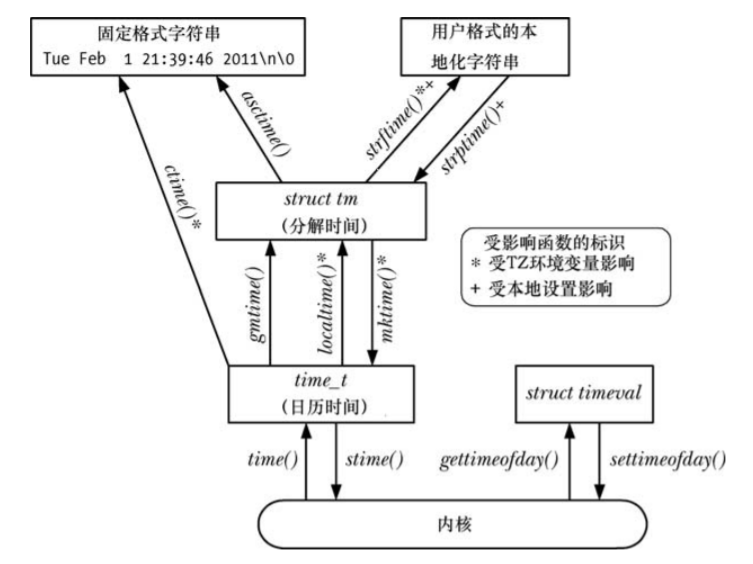 固定格式字符串
Tue Feb  1 21:39:46 2011\n\0
用户格式的本
地化字符串
asctime()
strftime()*+
strptime()+
ctime()*
struct tm
(分解时间)
受影响函数的标识
* 受TZ环境变量影响
+ 受本地设置影响
gmtime()
localtime()*
mktime()*
time_t
(日历时间)
struct timeval
time()
stime()
gettimeofday()
settimeofday()
内核